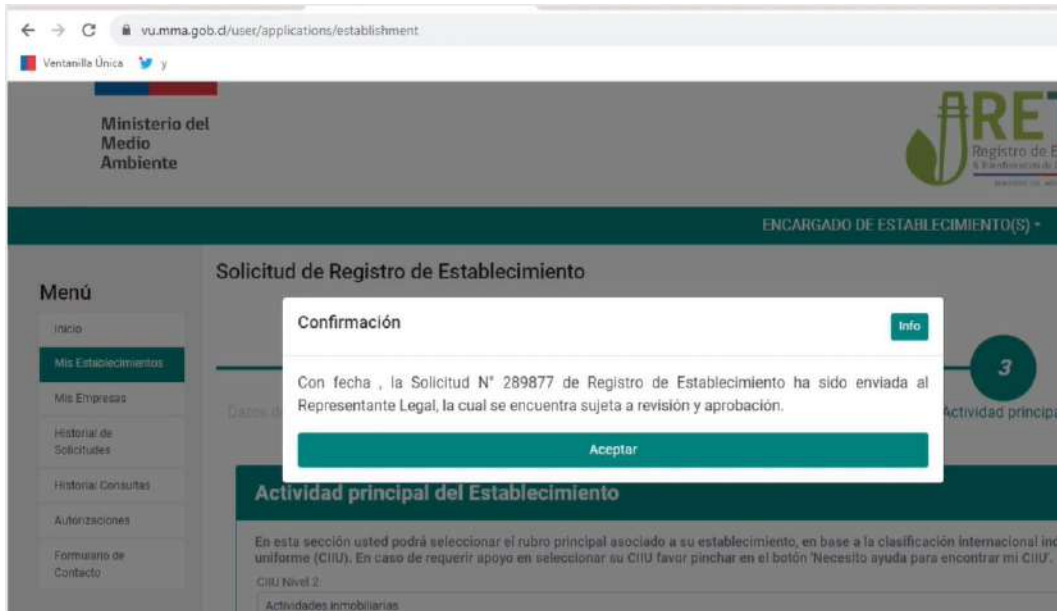 vu.mma.gob.cl/user/applications/establishment
Ventanilla Única y
Ministerio del
Medio
Ambiente
RET
Registro de E
ENCARGADO DE ESTABLECIMIENTO(S)
Solicitud de Registro de Establecimiento
Menú
Inicio
Mis Establecimientos
Mis Empresas
Historial de
Solicitudes
Historial Consultas
Autorizaciones
Formulario de
Contacto
Confirmación
Info
Con fecha , la Solicitud N° 289877 de Registro de Establecimiento ha sido enviada al
Representante Legal, la cual se encuentra sujeta a revisión y aprobación.
Aceptar
3
Datos d
Actividad principa
Actividad principal del Establecimiento
En esta sección usted podrá seleccionar el rubro principal asociado a su establecimiento, en base a la clasificación internacional ind
uniforme (CIIU). En caso de requerir apoyo en seleccionar su CIIU favor pinchar en el botón 'Necesito ayuda para encontrar mi CIIU'.
CIIU Nivel 2:
Actividades inmobiliarias